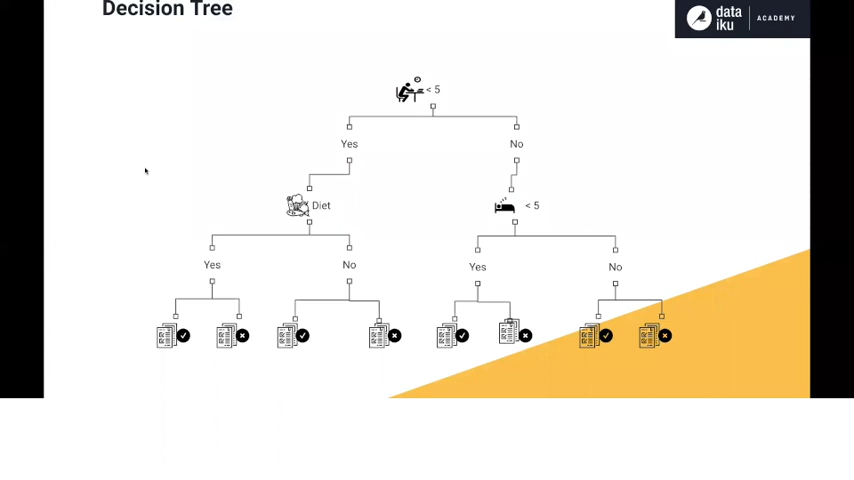 Decision Tree
data
iku
ACADEMY
< 5
Yes
No
Diet
< 5
Yes
No
Yes
No